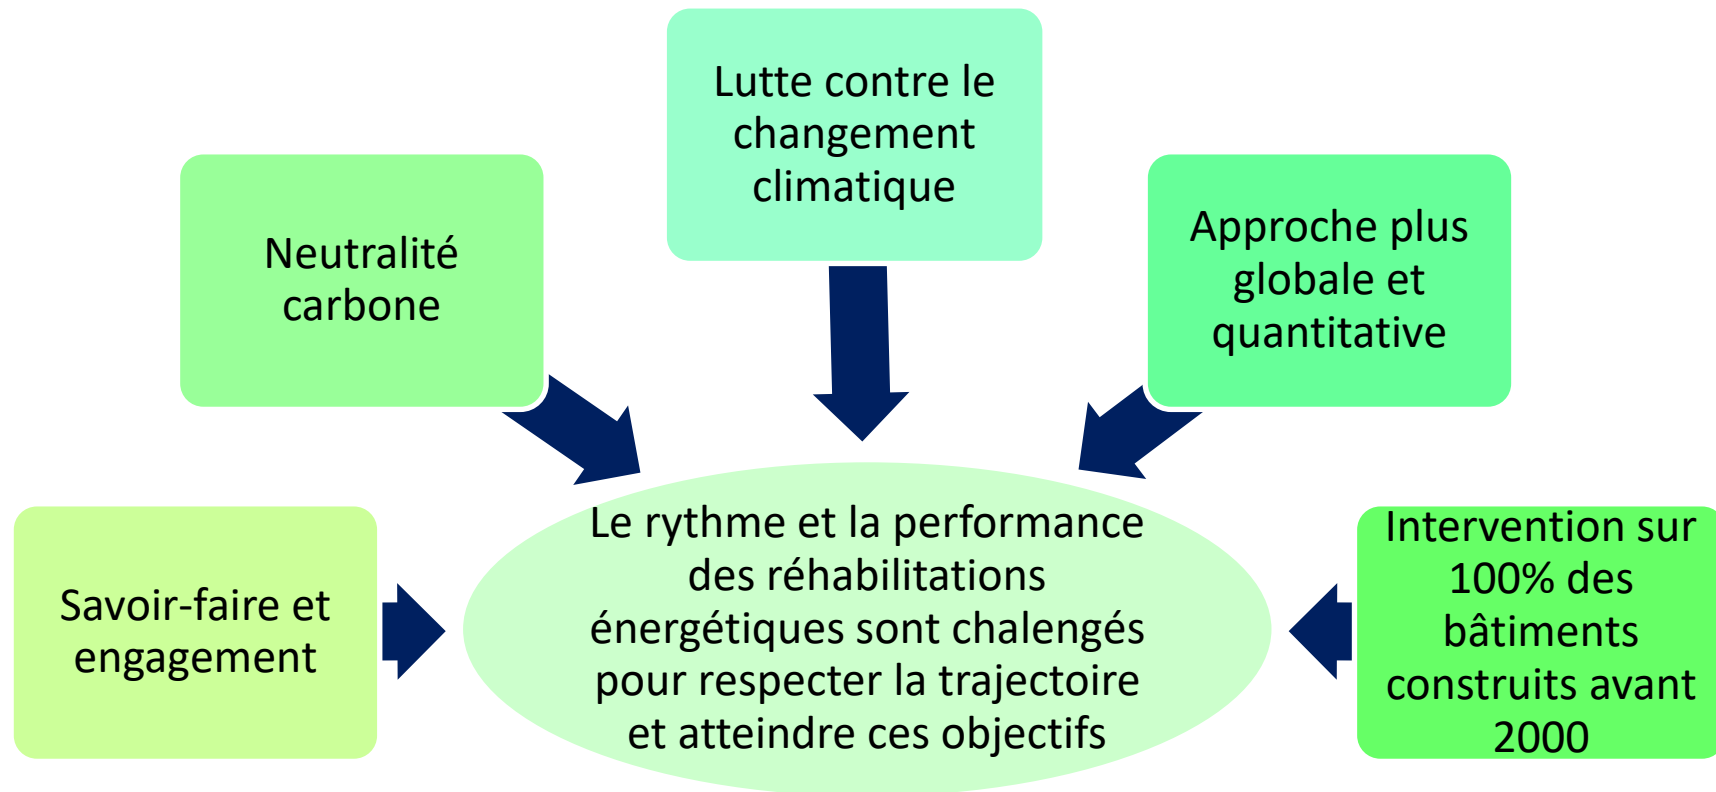 Lutte contre le
changement
climatique
Neutralité
carbone
Approche plus
globale et
quantitative
Savoir-faire et
engagement
Le rythme et la performance
des réhabilitations
énergétiques sont chalengés
pour respecter la trajectoire
et atteindre ces objectifs
Intervention sur
100% des
bâtiments
construits avant
2000